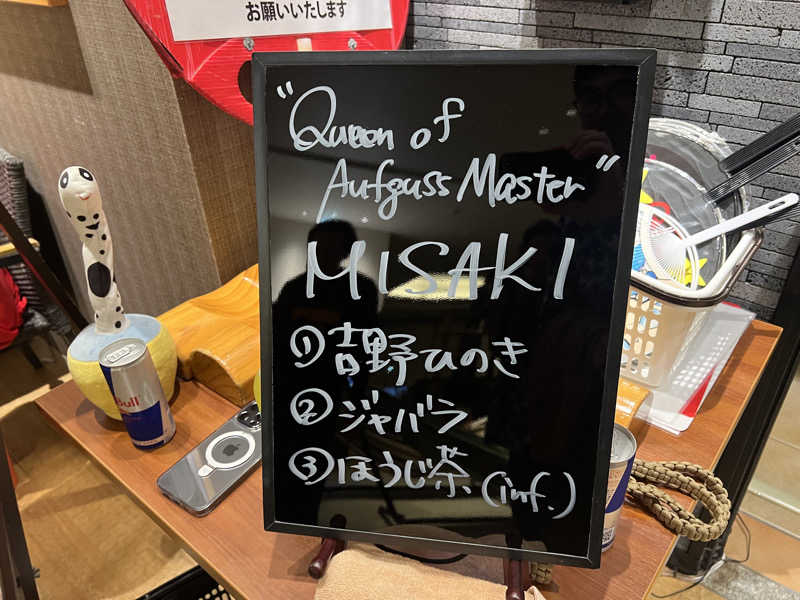 お願いいたします
"Queen of
Aufguss Master"
MISAKI
①吉野ひのき
②ジャバラ
③ほうじ茶(inf.)
Bull